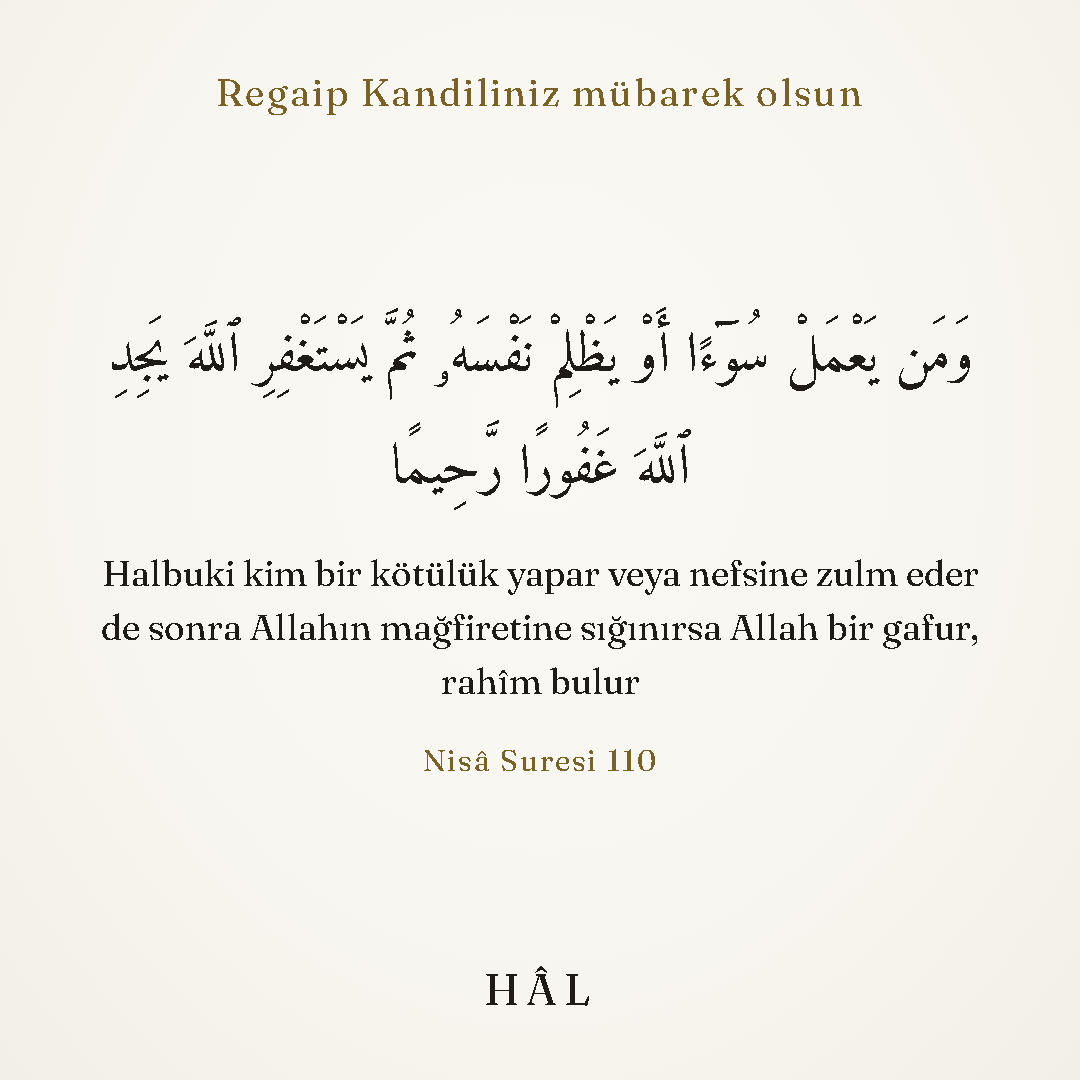 Regaip Kandiliniz mübarek olsun
وَمَن يَعْمَلْ سُوٓءًا أَوْ يَظْلِمْ نَفْسَهُۥ ثُمَّ يَسْتَغْفِرِ ٱللَّهَ يَجِدِ
ٱللَّهَ غَفُورًا رَّحِيمًا
Halbuki kim bir kötülük yapar veya nefsine zulm eder
de sonra Allahın mağfiretine sığınırsa Allah bir gafur,
rahîm bulur
Nisâ Suresi 110
HÂL